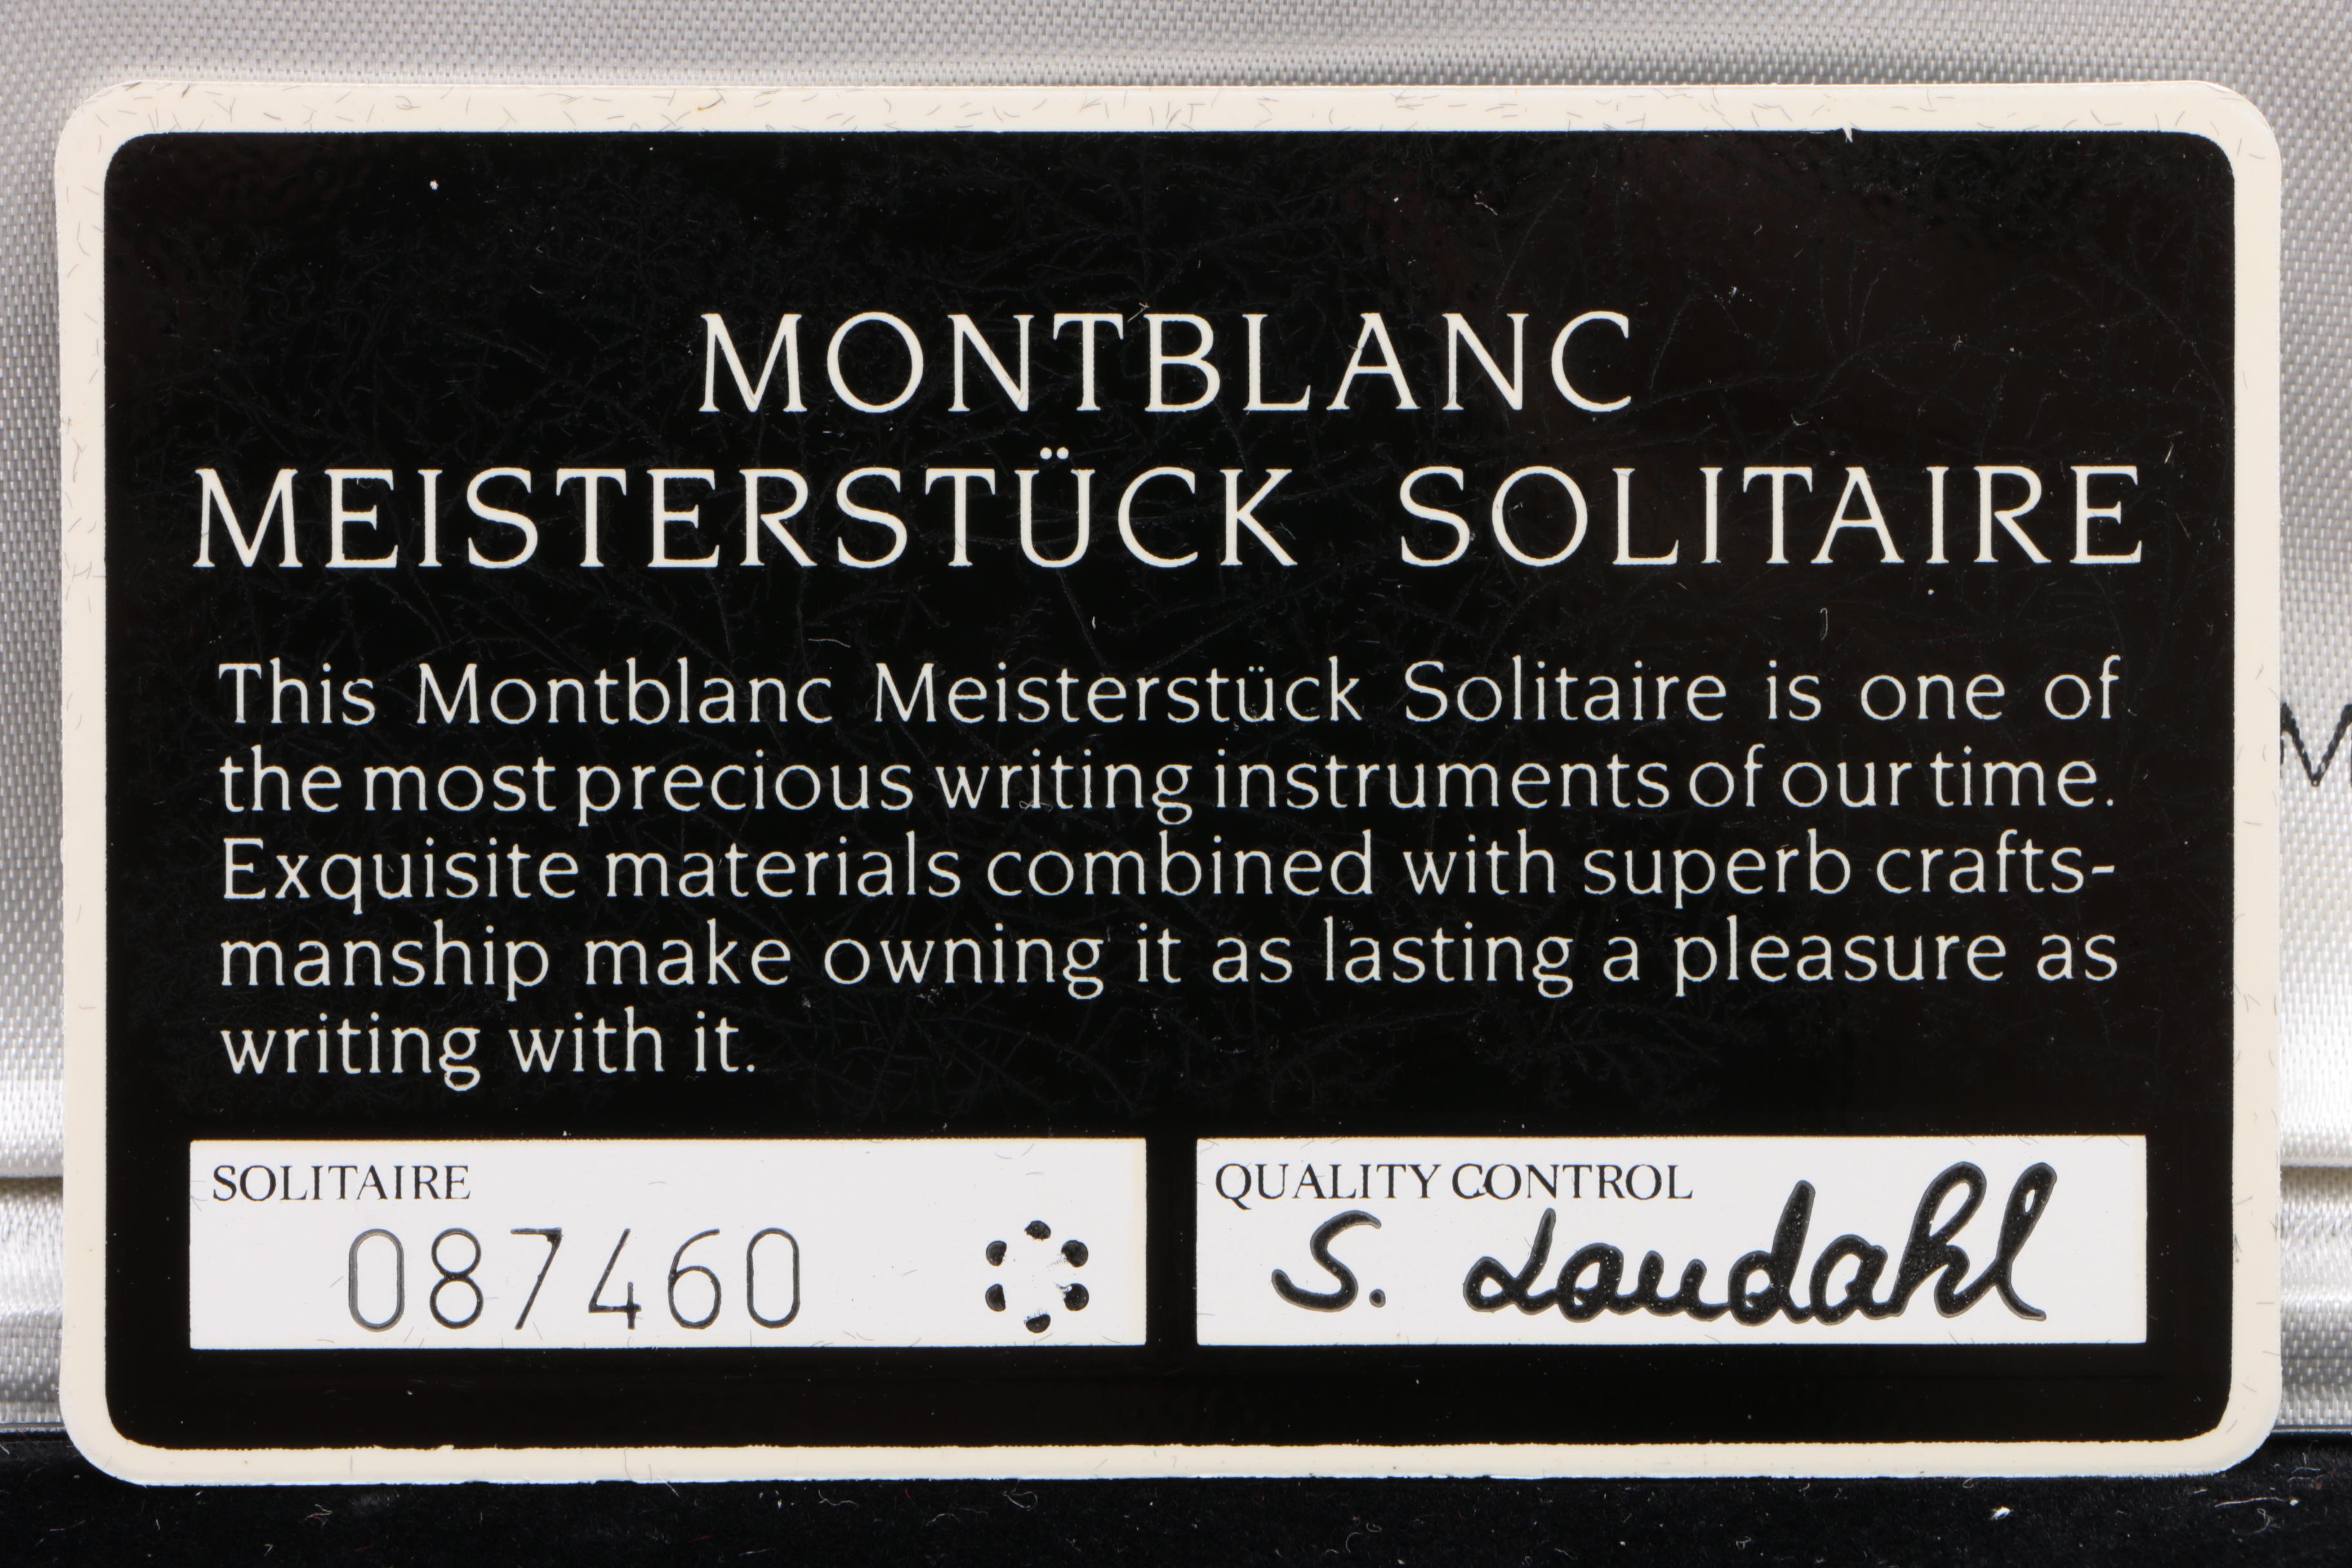 MONTBLANC
MEISTERSTÜCK SOLITAIRE
This Montblanc Meisterstück Solitaire is one of
the most precious writing instruments of our time.
Exquisite materials combined with superb crafts-
manship make owning it as lasting a pleasure as
writing with it.
SOLITAIRE
087460
QUALITY CONTROL
S.